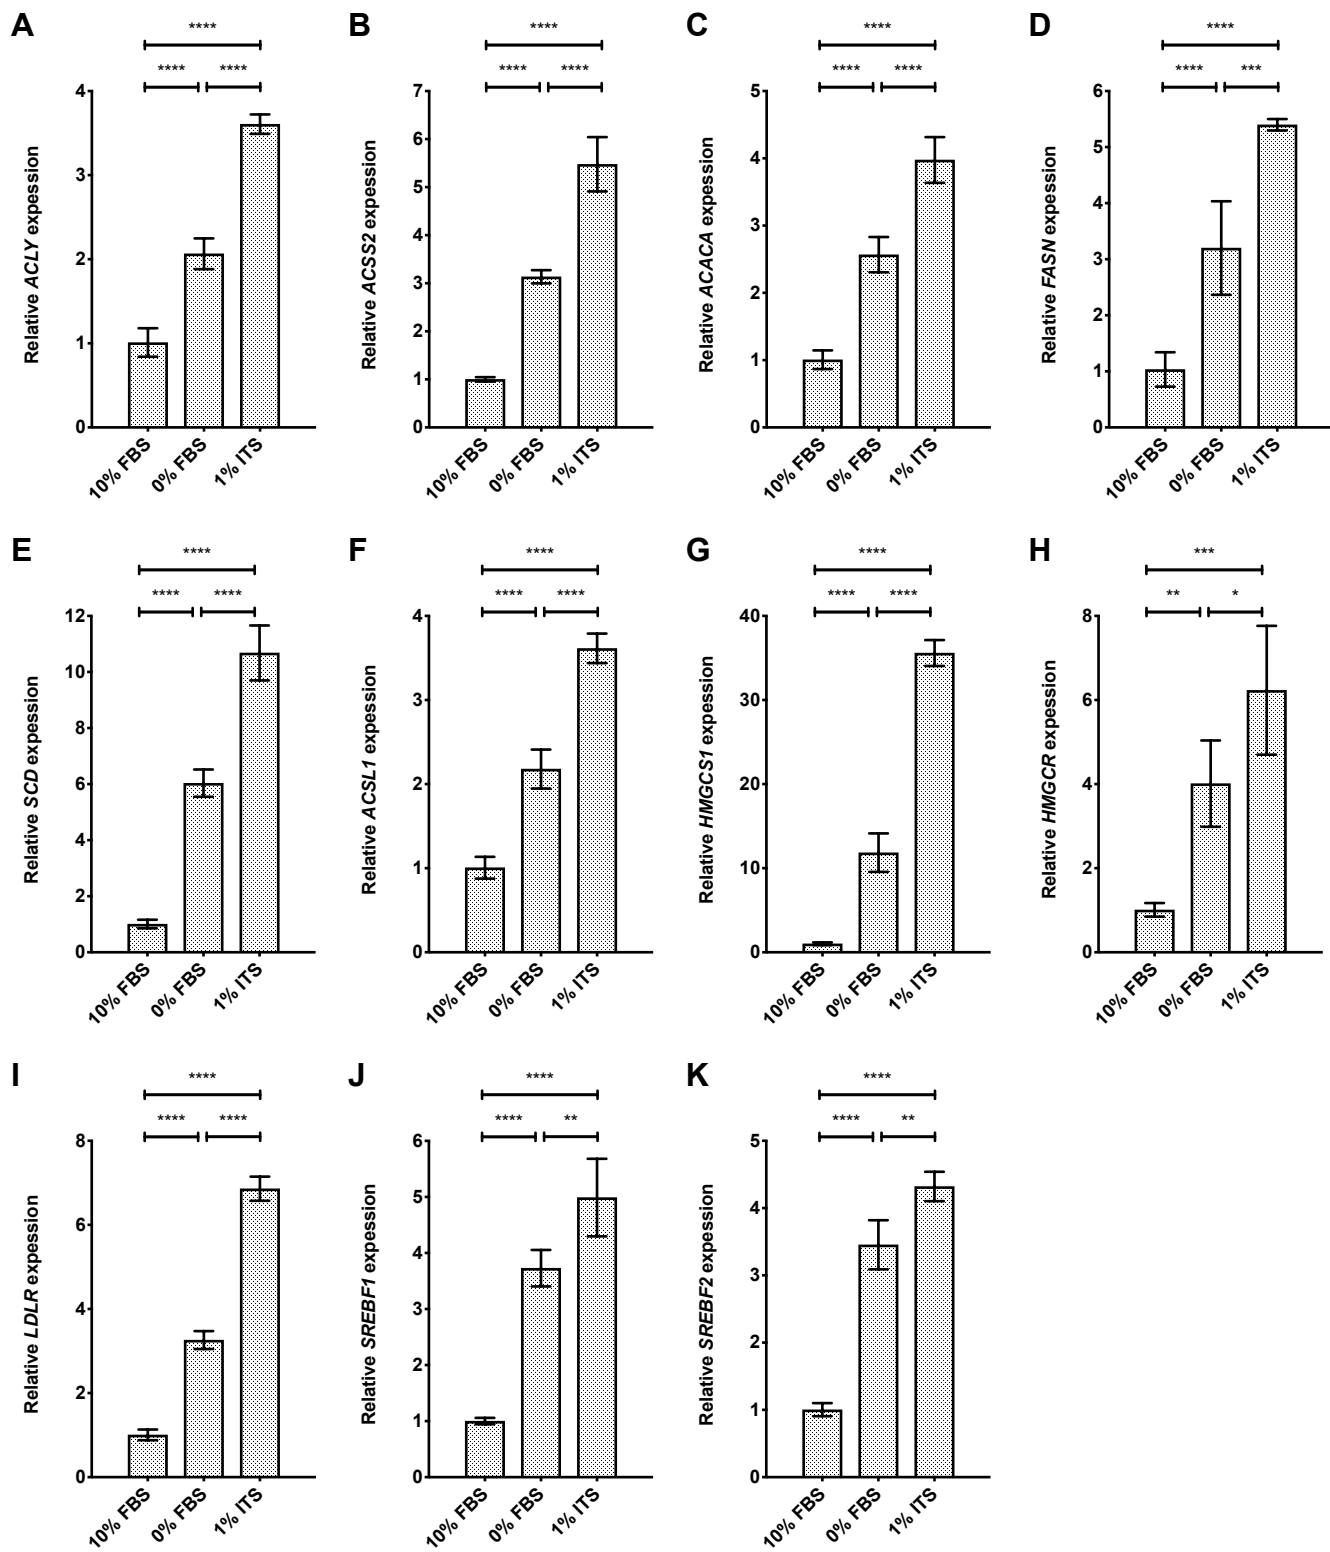 A
****
**** ****
Relative ACLY expession
4
3
2
1
0
10% FBS
0% FBS
1% ITS
B
****
**** ****
Relative ACSS2 expession
7
6
5
4
3
2
1
0
10% FBS
0% FBS
1% ITS
C
****
**** ****
Relative ACACA expession
5
4
3
2
1
0
10% FBS
0% FBS
1% ITS
D
****
**** ***
Relative FASN expession
6
5
4
3
2
1
0
10% FBS
0% FBS
1% ITS
E
****
**** ****
Relative SCD expession
12
10
8
6
4
2
0
10% FBS
0% FBS
1% ITS
F
****
**** ****
Relative ACSL1 expession
4
3
2
1
0
10% FBS
0% FBS
1% ITS
G
****
**** ****
Relative HMGCS1 expession
40
30
20
10
0
10% FBS
0% FBS
1% ITS
H
***
** *
Relative HMGCR expession
8
6
4
2
0
10% FBS
0% FBS
1% ITS
I
****
**** ****
Relative LDLR expession
8
6
4
2
0
10% FBS
0% FBS
1% ITS
J
****
**** **
Relative SREBF1 expession
6
5
4
3
2
1
0
10% FBS
0% FBS
1% ITS
K
****
**** **
Relative SREBF2 expession
5
4
3
2
1
0
10% FBS
0% FBS
1% ITS